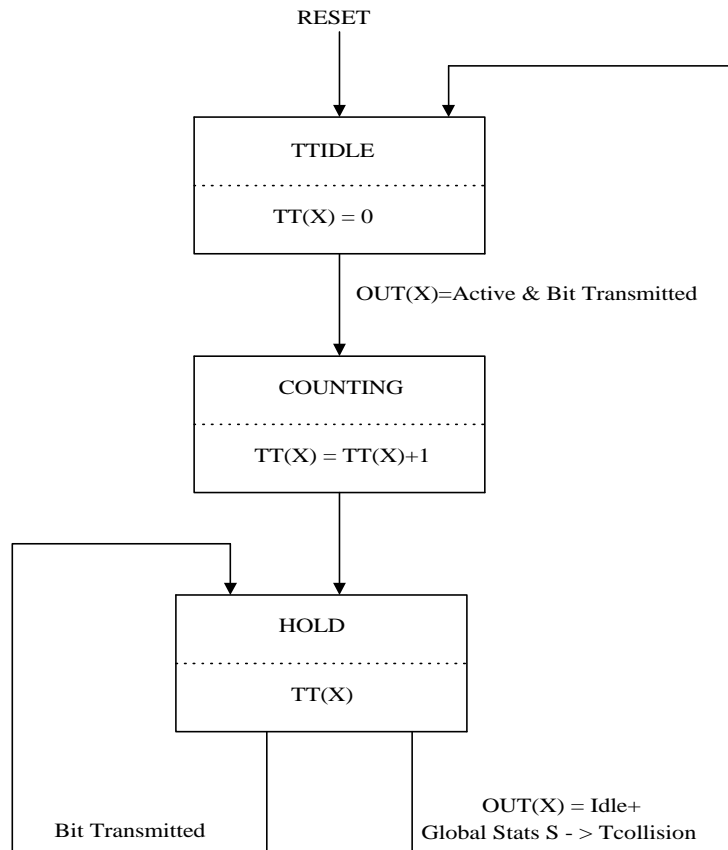 RESET
TTIDLE
TT(X) = 0
OUT(X)=Active & Bit Transmitted
COUNTING
TT(X) = TT(X)+1
HOLD
TT(X)
OUT(X) = Idle+
Global Stats S - > Tcollision
Bit Transmitted